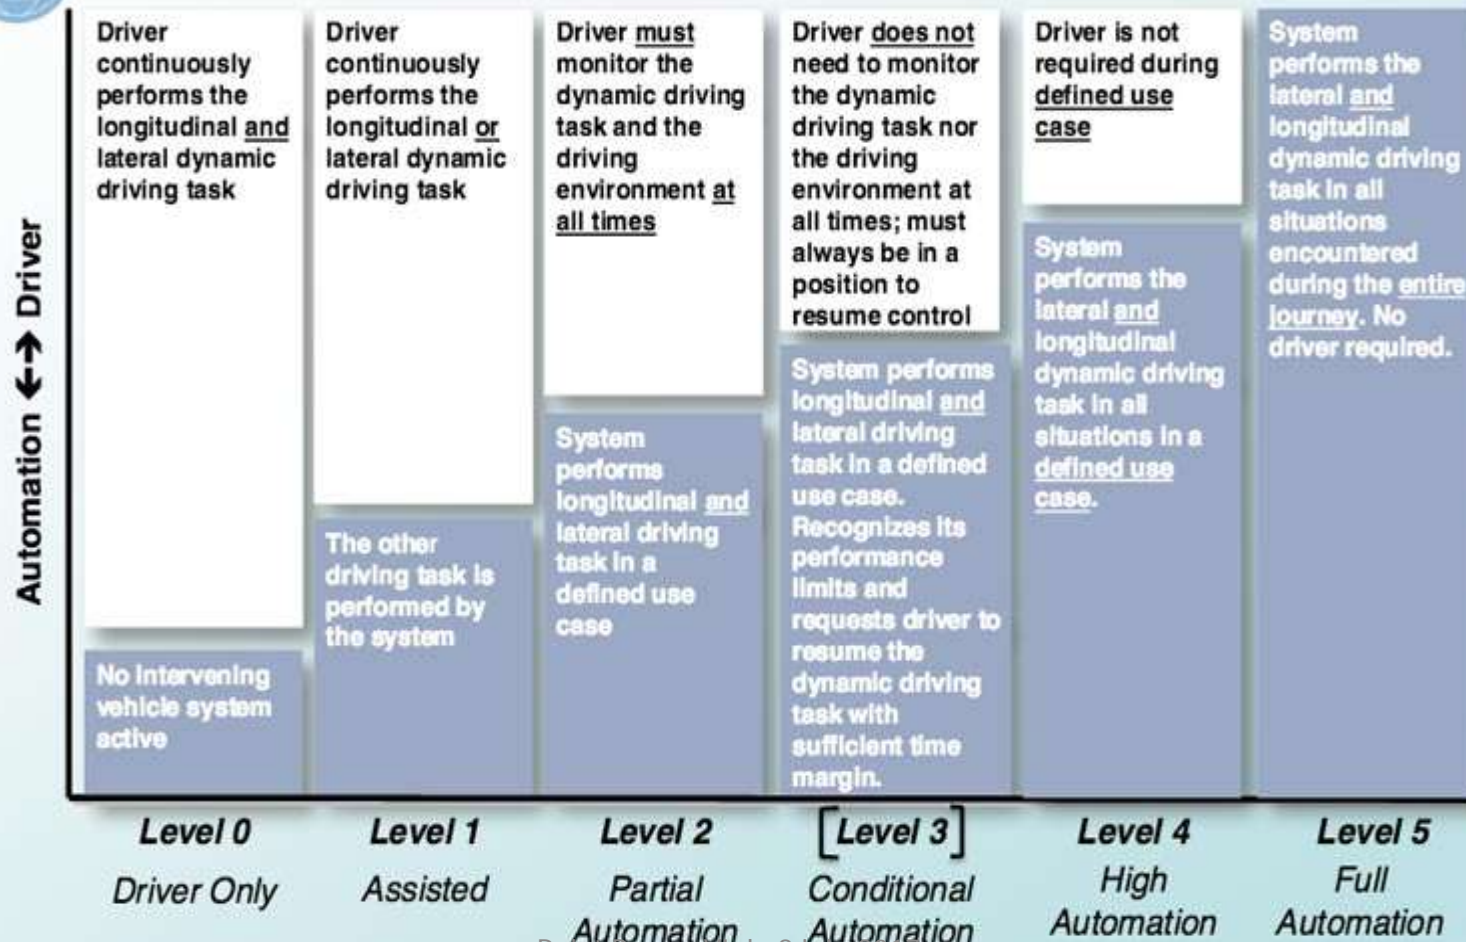 Automation ↔ Driver
Driver
continuously
performs the
longitudinal and
lateral dynamic
driving task
No intervening
vehicle system
active
Level 0
Driver Only
Driver
continuously
performs the
longitudinal or
lateral dynamic
driving task
The other
driving task is
performed by
the system
Level 1
Assisted
Driver must
monitor the
dynamic driving
task and the
driving
environment at
all times
System
performs
longitudinal and
lateral driving
task in a
defined use
case
Level 2
Partial
Automation
Driver does not
need to monitor
the dynamic
driving task nor
the driving
environment at
all times; must
always be in a
position to
resume control
System performs
longitudinal and
lateral driving
task in a defined
use case.
Recognizes its
performance
limits and
requests driver to
resume the
dynamic driving
task with
sufficient time
margin.
[Level 3]
Conditional
Automation
Driver is not
required during
defined use
case
System
performs the
lateral and
longitudinal
dynamic driving
task in all
situations in a
defined use
case.
Level 4
High
Automation
System
performs the
lateral and
longitudinal
dynamic driving
task in all
situations
encountered
during the entire
journey. No
driver required.
Level 5
Full
Automation